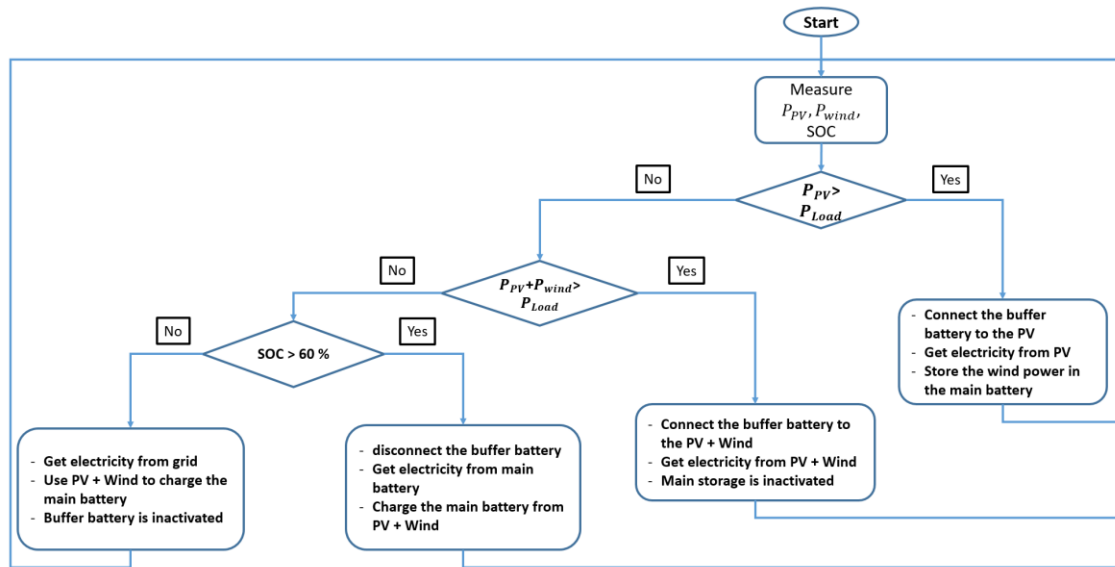 Start
Measure
P_PV, P_wind,
SOC
No
Yes
P_PV>
P_Load
No
Yes
P_PV+P_wind>
P_Load
No
Yes
SOC > 60 %
- Connect the buffer
battery to the PV
- Get electricity from PV
- Store the wind power in
the main battery
- Connect the buffer battery to
the PV + Wind
- Get electricity from PV + Wind
- Main storage is inactivated
- disconnect the buffer battery
- Get electricity from main
battery
- Charge the main battery from
PV + Wind
- Get electricity from grid
- Use PV + Wind to charge the
main battery
- Buffer battery is inactivated